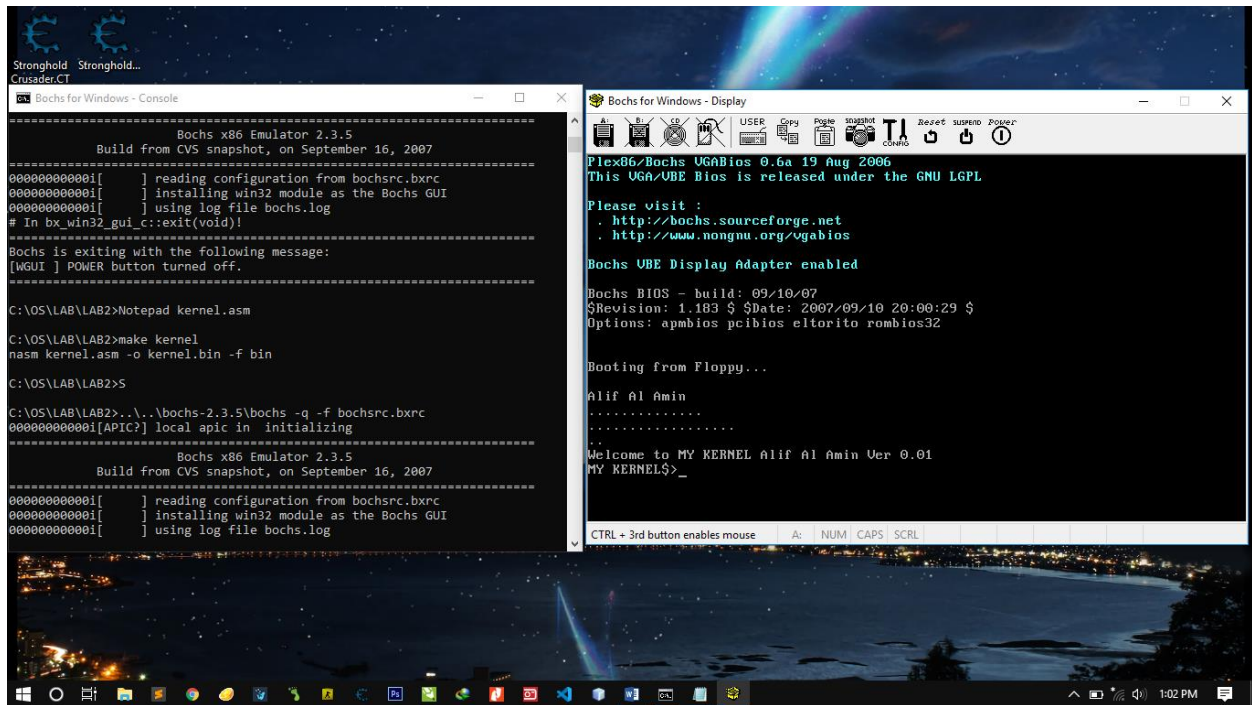 Stronghold Stronghold...
Crusader.CT
Bochs for Windows - Console
========================================================================
Bochs x86 Emulator 2.3.5
Build from CVS snapshot, on September 16, 2007
========================================================================
00000000000i[ ] reading configuration from bochsrc.bxrc
00000000000i[ ] installing win32 module as the Bochs GUI
00000000000i[ ] using log file bochs.log
# In bx_win32_gui_c::exit(void)!
========================================================================
Bochs is exiting with the following message:
[WGUI ] POWER button turned off.
========================================================================
C:\OS\LAB\LAB2>Notepad kernel.asm
C:\OS\LAB\LAB2>make kernel
nasm kernel.asm -o kernel.bin -f bin
C:\OS\LAB\LAB2>S
C:\OS\LAB\LAB2>..\..\bochs-2.3.5\bochs -q -f bochsrc.bxrc
00000000000i[APIC?] local apic in  initializing
========================================================================
Bochs x86 Emulator 2.3.5
Build from CVS snapshot, on September 16, 2007
========================================================================
00000000000i[ ] reading configuration from bochsrc.bxrc
00000000000i[ ] installing win32 module as the Bochs GUI
00000000000i[ ] using log file bochs.log
Bochs for Windows - Display
A: B: CD USER Copy Paste snapshot CONFIG Reset SUSPEND Power
Plex86/Bochs VGABios 0.6a 19 Aug 2006
This VGA/VBE Bios is released under the GNU LGPL
Please visit :
. http://bochs.sourceforge.net
. http://www.nongnu.org/vgabios
Bochs VBE Display Adapter enabled
Bochs BIOS - build: 09/10/07
$Revision: 1.183 $ $Date: 2007/09/10 20:00:29 $
Options: apmbios pcibios eltorito rombios32
Booting from Floppy...
Alif Al Amin
..............
..................
..
Welcome to MY KERNEL Alif Al Amin Ver 0.01
MY KERNEL$>_
CTRL + 3rd button enables mouse A: NUM CAPS SCRL
Ps
1:02 PM